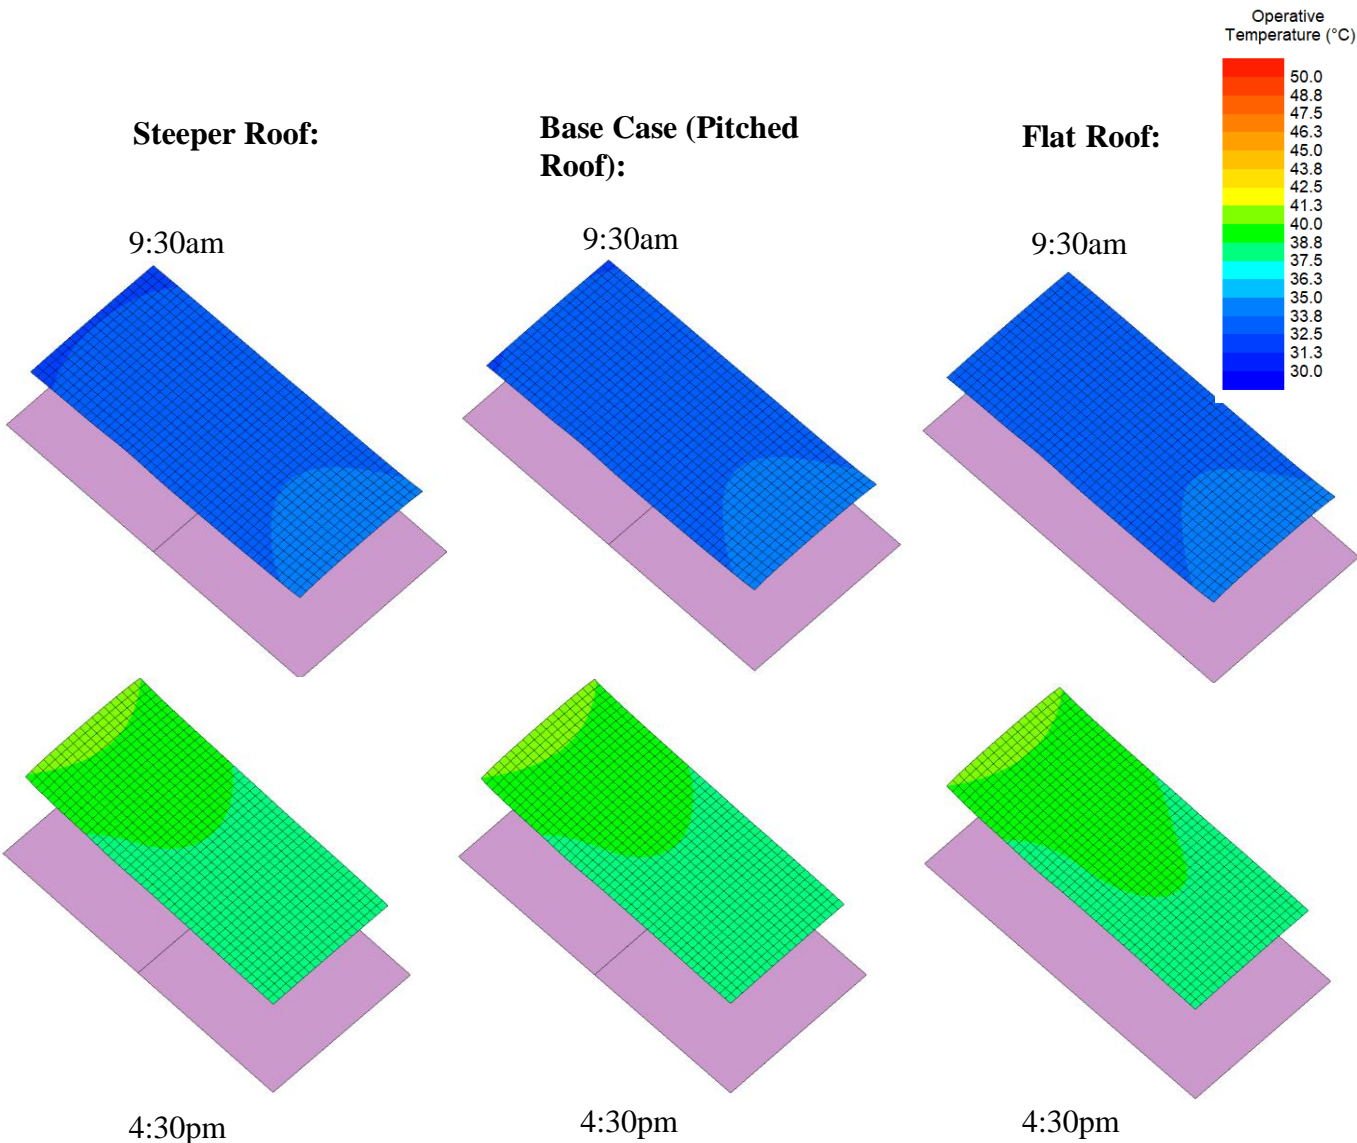 Operative
Temperature (°C)
50.0
48.8
47.5
46.3
45.0
43.8
42.5
41.3
40.0
38.8
37.5
36.3
35.0
33.8
32.5
31.3
30.0
Steeper Roof:
Base Case (Pitched
Roof):
Flat Roof:
9:30am
9:30am
9:30am
4:30pm
4:30pm
4:30pm